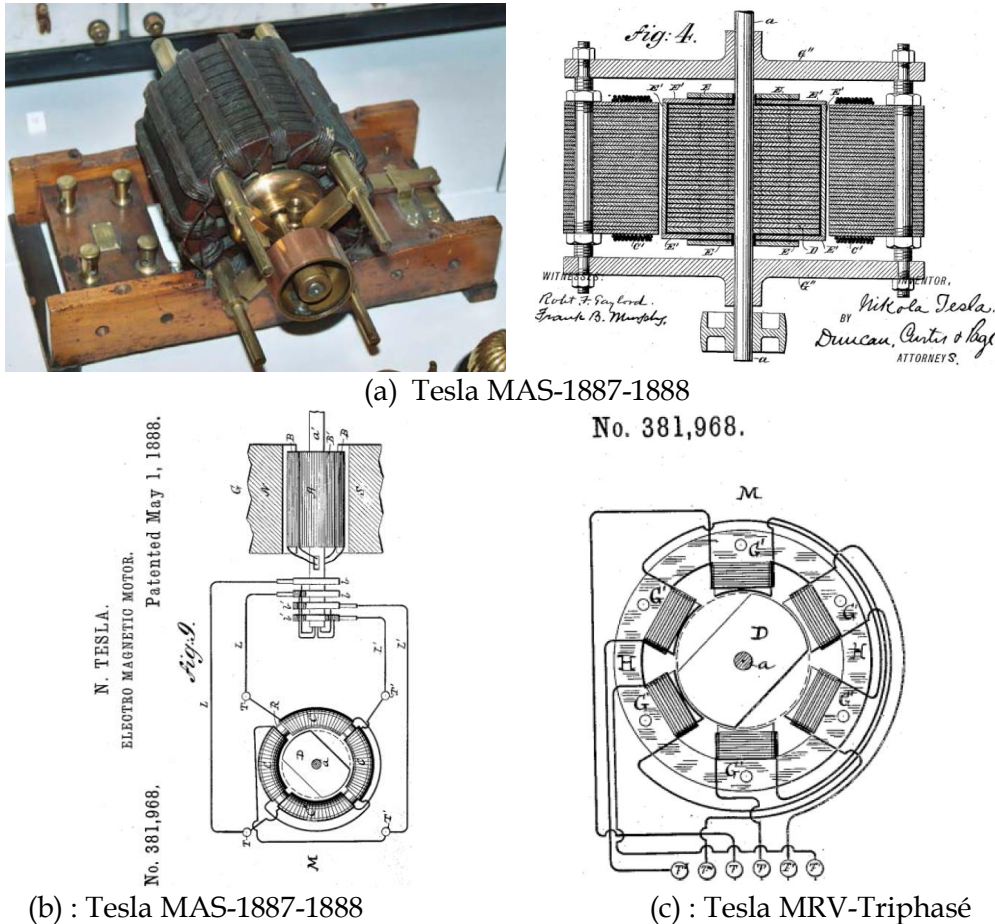 fig: 4.
a
G''
E' E' E E E' E'
C' E' E E D E' C'
G''
a
WITNESSES:
Robt. F. Gaylord.
Frank B. Murphy.
INVENTOR,
Nikola Tesla.
BY
Duncan, Curtis & Page
ATTORNEYS.
(a) Tesla MAS-1887-1888
N. TESLA.
ELECTRO MAGNETIC MOTOR.
No. 381,968.
Patented May 1, 1888.
Fig. 9
a'
B B' B
G N A S
L L L' L'
T R T'
C D a
T T'
M
(b) : Tesla MAS-1887-1888
No. 381,968.
M
G'
G' G'
D
H a H
G G'
G''
T'' T'' T T T' T'
(c) : Tesla MRV-Triphasé